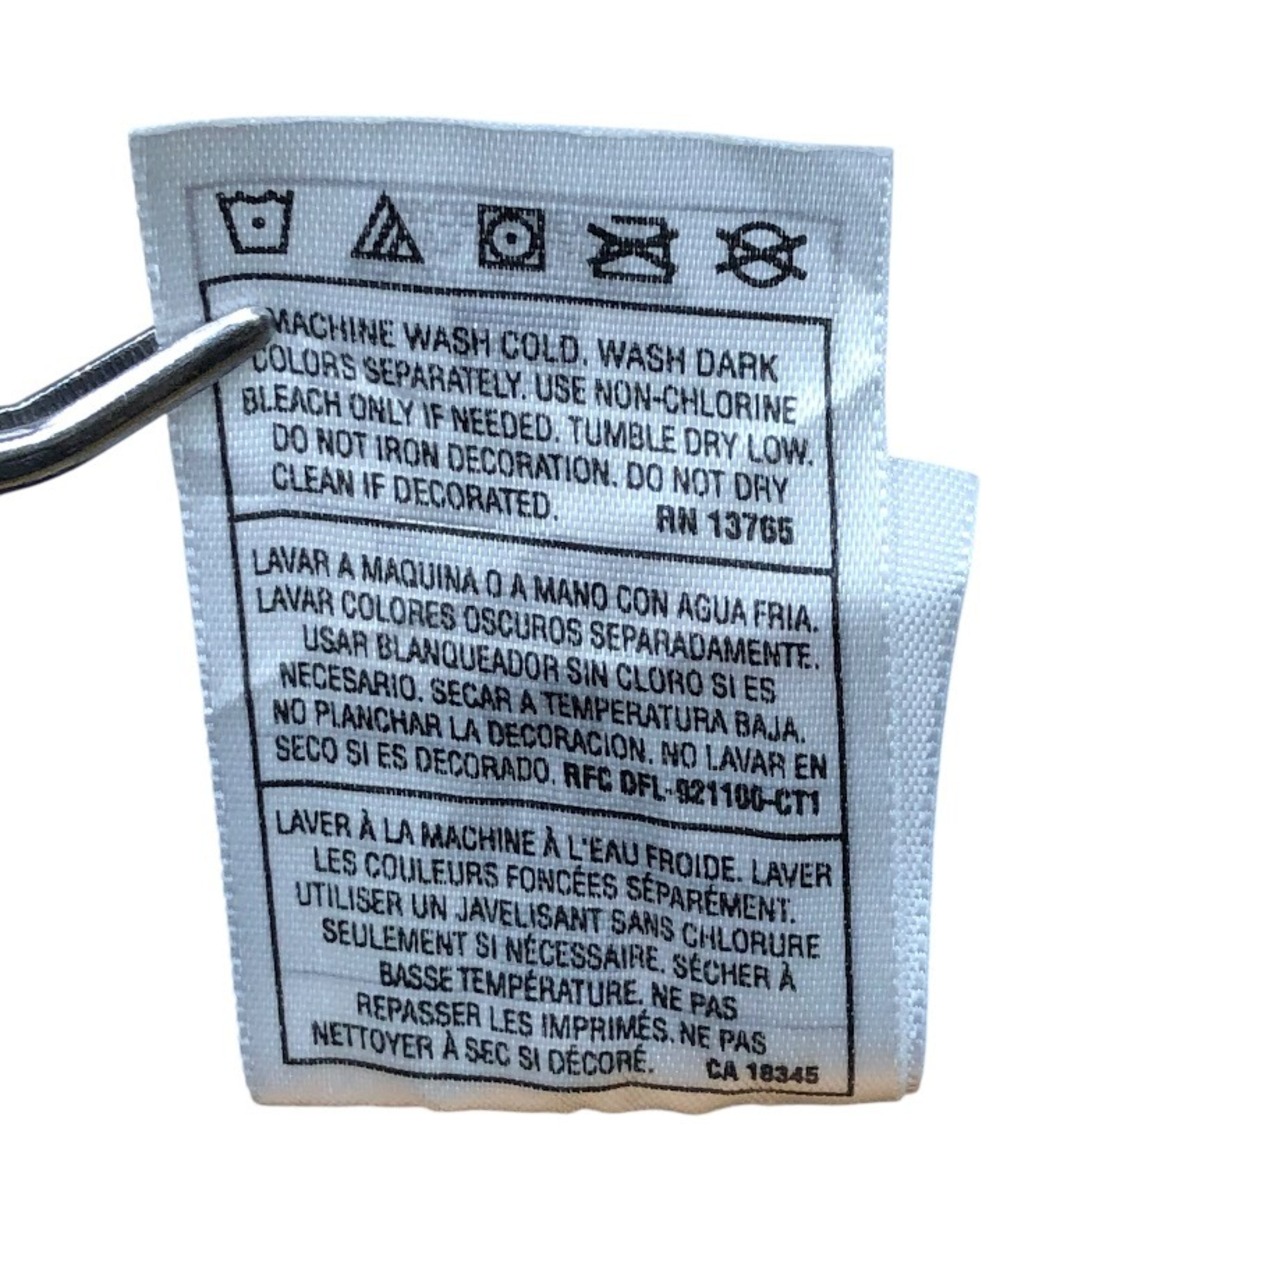 MACHINE WASH COLD. WASH DARK
COLORS SEPARATELY. USE NON-CHLORINE
BLEACH ONLY IF NEEDED. TUMBLE DRY LOW.
DO NOT IRON DECORATION. DO NOT DRY
CLEAN IF DECORATED. RN 13765
LAVAR A MAQUINA O A MANO CON AGUA FRIA.
LAVAR COLORES OSCUROS SEPARADAMENTE.
USAR BLANQUEADOR SIN CLORO SI ES
NECESARIO. SECAR A TEMPERATURA BAJA.
NO PLANCHAR LA DECORACION. NO LAVAR EN
SECO SI ES DECORADO. RFC DFL-921106-CT1
LAVER À LA MACHINE À L'EAU FROIDE. LAVER
LES COULEURS FONCÉES SÉPARÉMENT.
UTILISER UN JAVELISANT SANS CHLORURE
SEULEMENT SI NÉCESSAIRE. SÉCHER À
BASSE TEMPÉRATURE. NE PAS
REPASSER LES IMPRIMÉS. NE PAS
NETTOYER À SEC SI DÉCORÉ. CA 18345